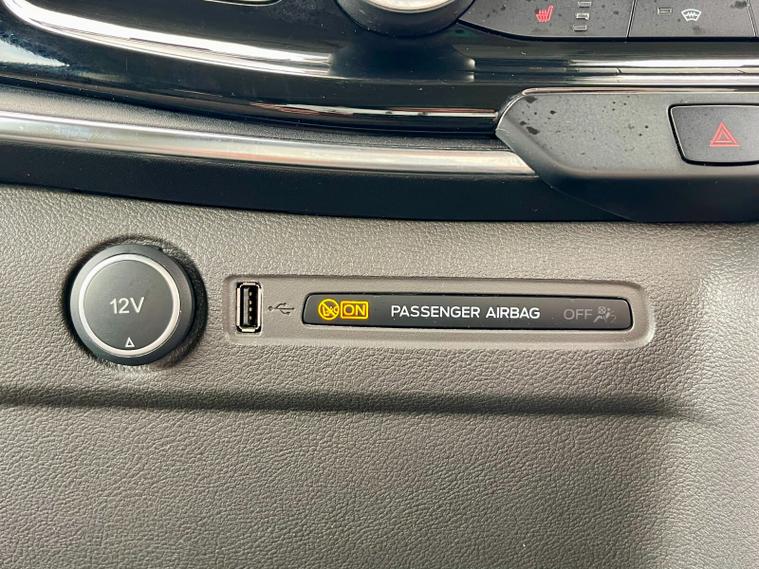 12V
ON PASSENGER AIRBAG OFF